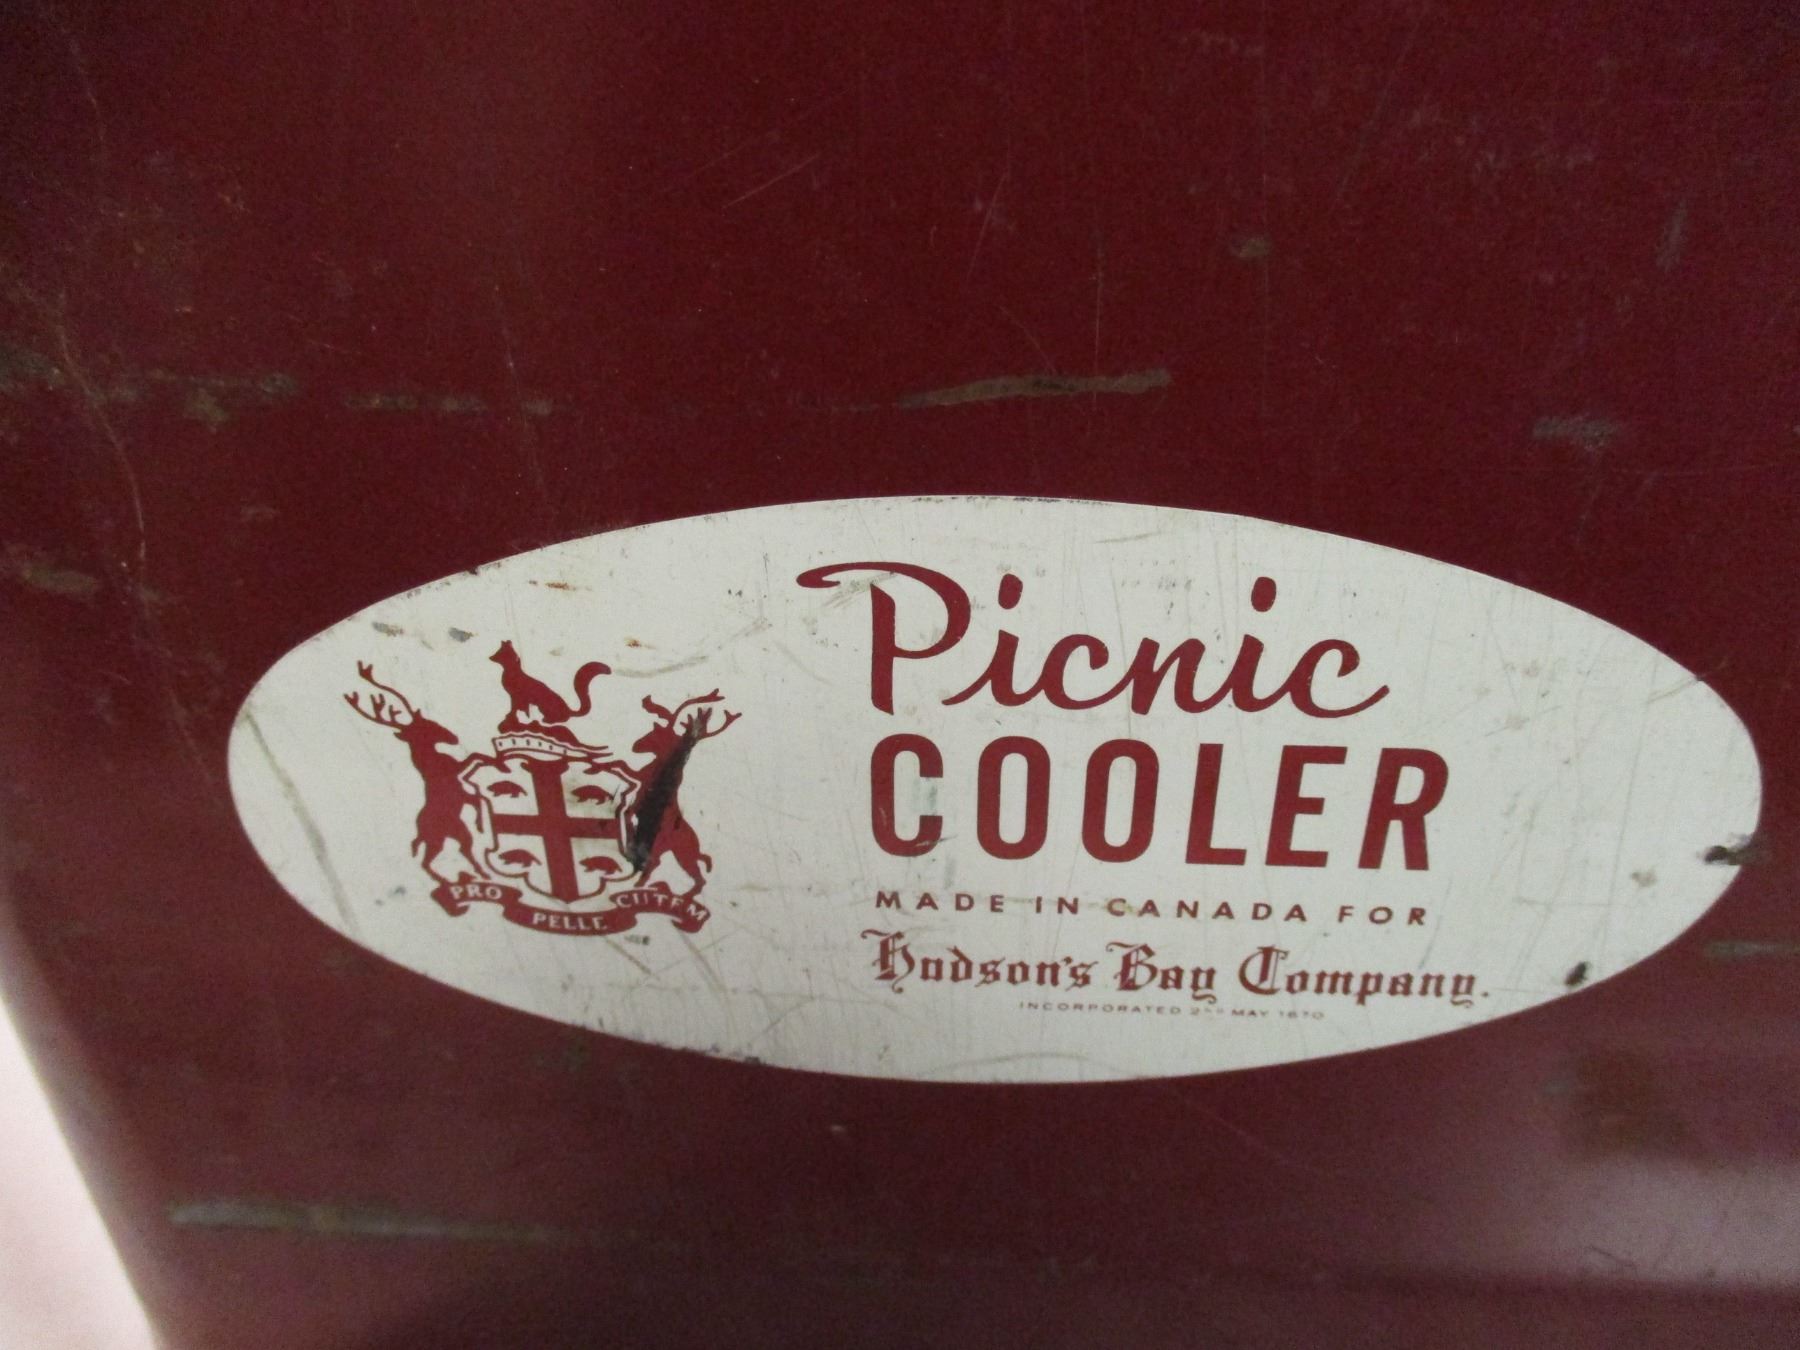 Picnic
COOLER
MADE IN CANADA FOR
Hudson's Bay Company.
INCORPORATED 2ND MAY 1670
PRO
PELLE
CUTEM